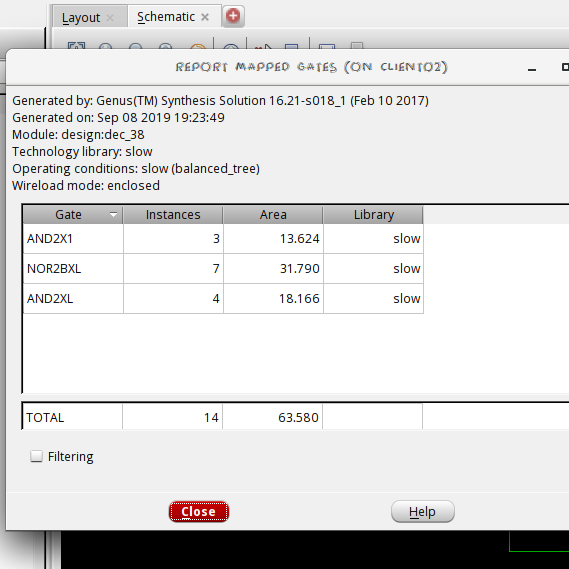 Layout
Schematic
REPORT MAPPED GATES (ON CLIENT02)
Generated by: Genus(TM) Synthesis Solution 16.21-s018_1 (Feb 10 2017)
Generated on: Sep 08 2019 19:23:49
Module: design:dec_38
Technology library: slow
Operating conditions: slow (balanced_tree)
Wireload mode: enclosed
Gate Instances Area Library
AND2X1 3 13.624 slow
NOR2BXL 7 31.790 slow
AND2XL 4 18.166 slow
TOTAL 14 63.580
Filtering
Close Help